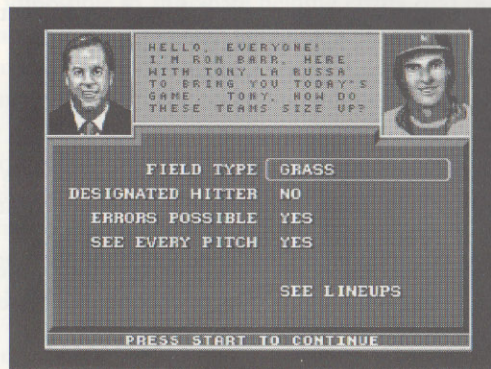 HELLO, EVERYONE!
I'M RON BARR, HERE
WITH TONY LA RUSSA
TO BRING YOU TODAY'S
GAME. TONY, HOW DO
THESE TEAMS SIZE UP?
FIELD TYPE GRASS
DESIGNATED HITTER NO
ERRORS POSSIBLE YES
SEE EVERY PITCH YES
SEE LINEUPS
PRESS START TO CONTINUE